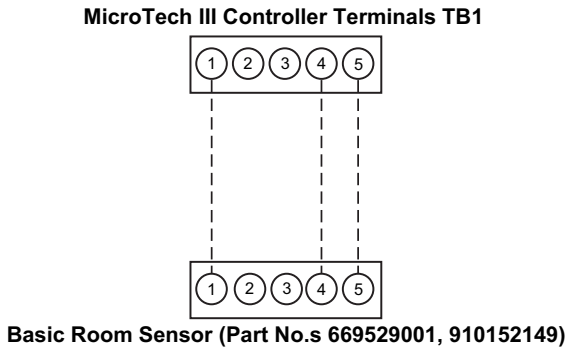 MicroTech III Controller Terminals TB1
1 2 3 4 5
1 2 3 4 5
Basic Room Sensor (Part No.s 669529001, 910152149)